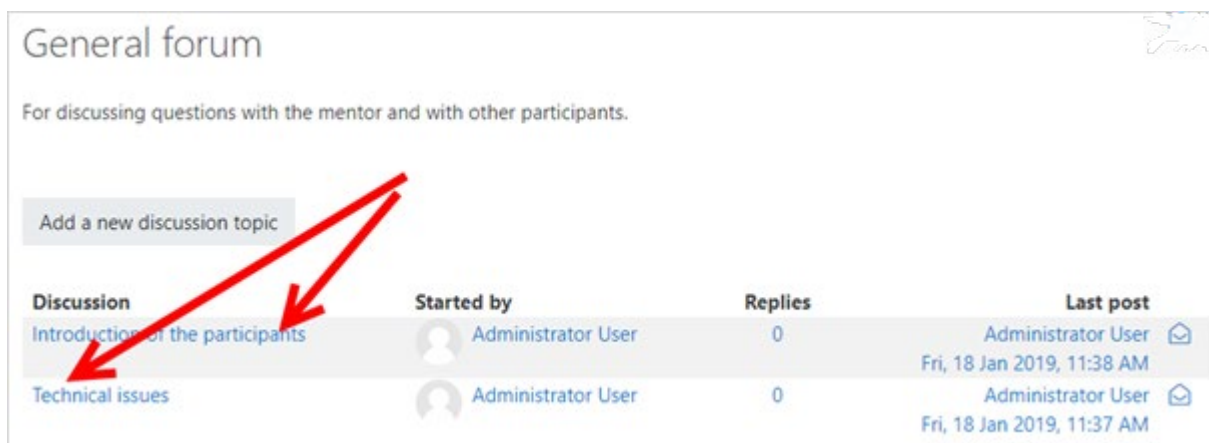 General forum
For discussing questions with the mentor and with other participants.
Add a new discussion topic
Discussion Started by Replies Last post
Introduction of the participants Administrator User 0 Administrator User
Fri, 18 Jan 2019, 11:38 AM
Technical issues Administrator User 0 Administrator User
Fri, 18 Jan 2019, 11:37 AM